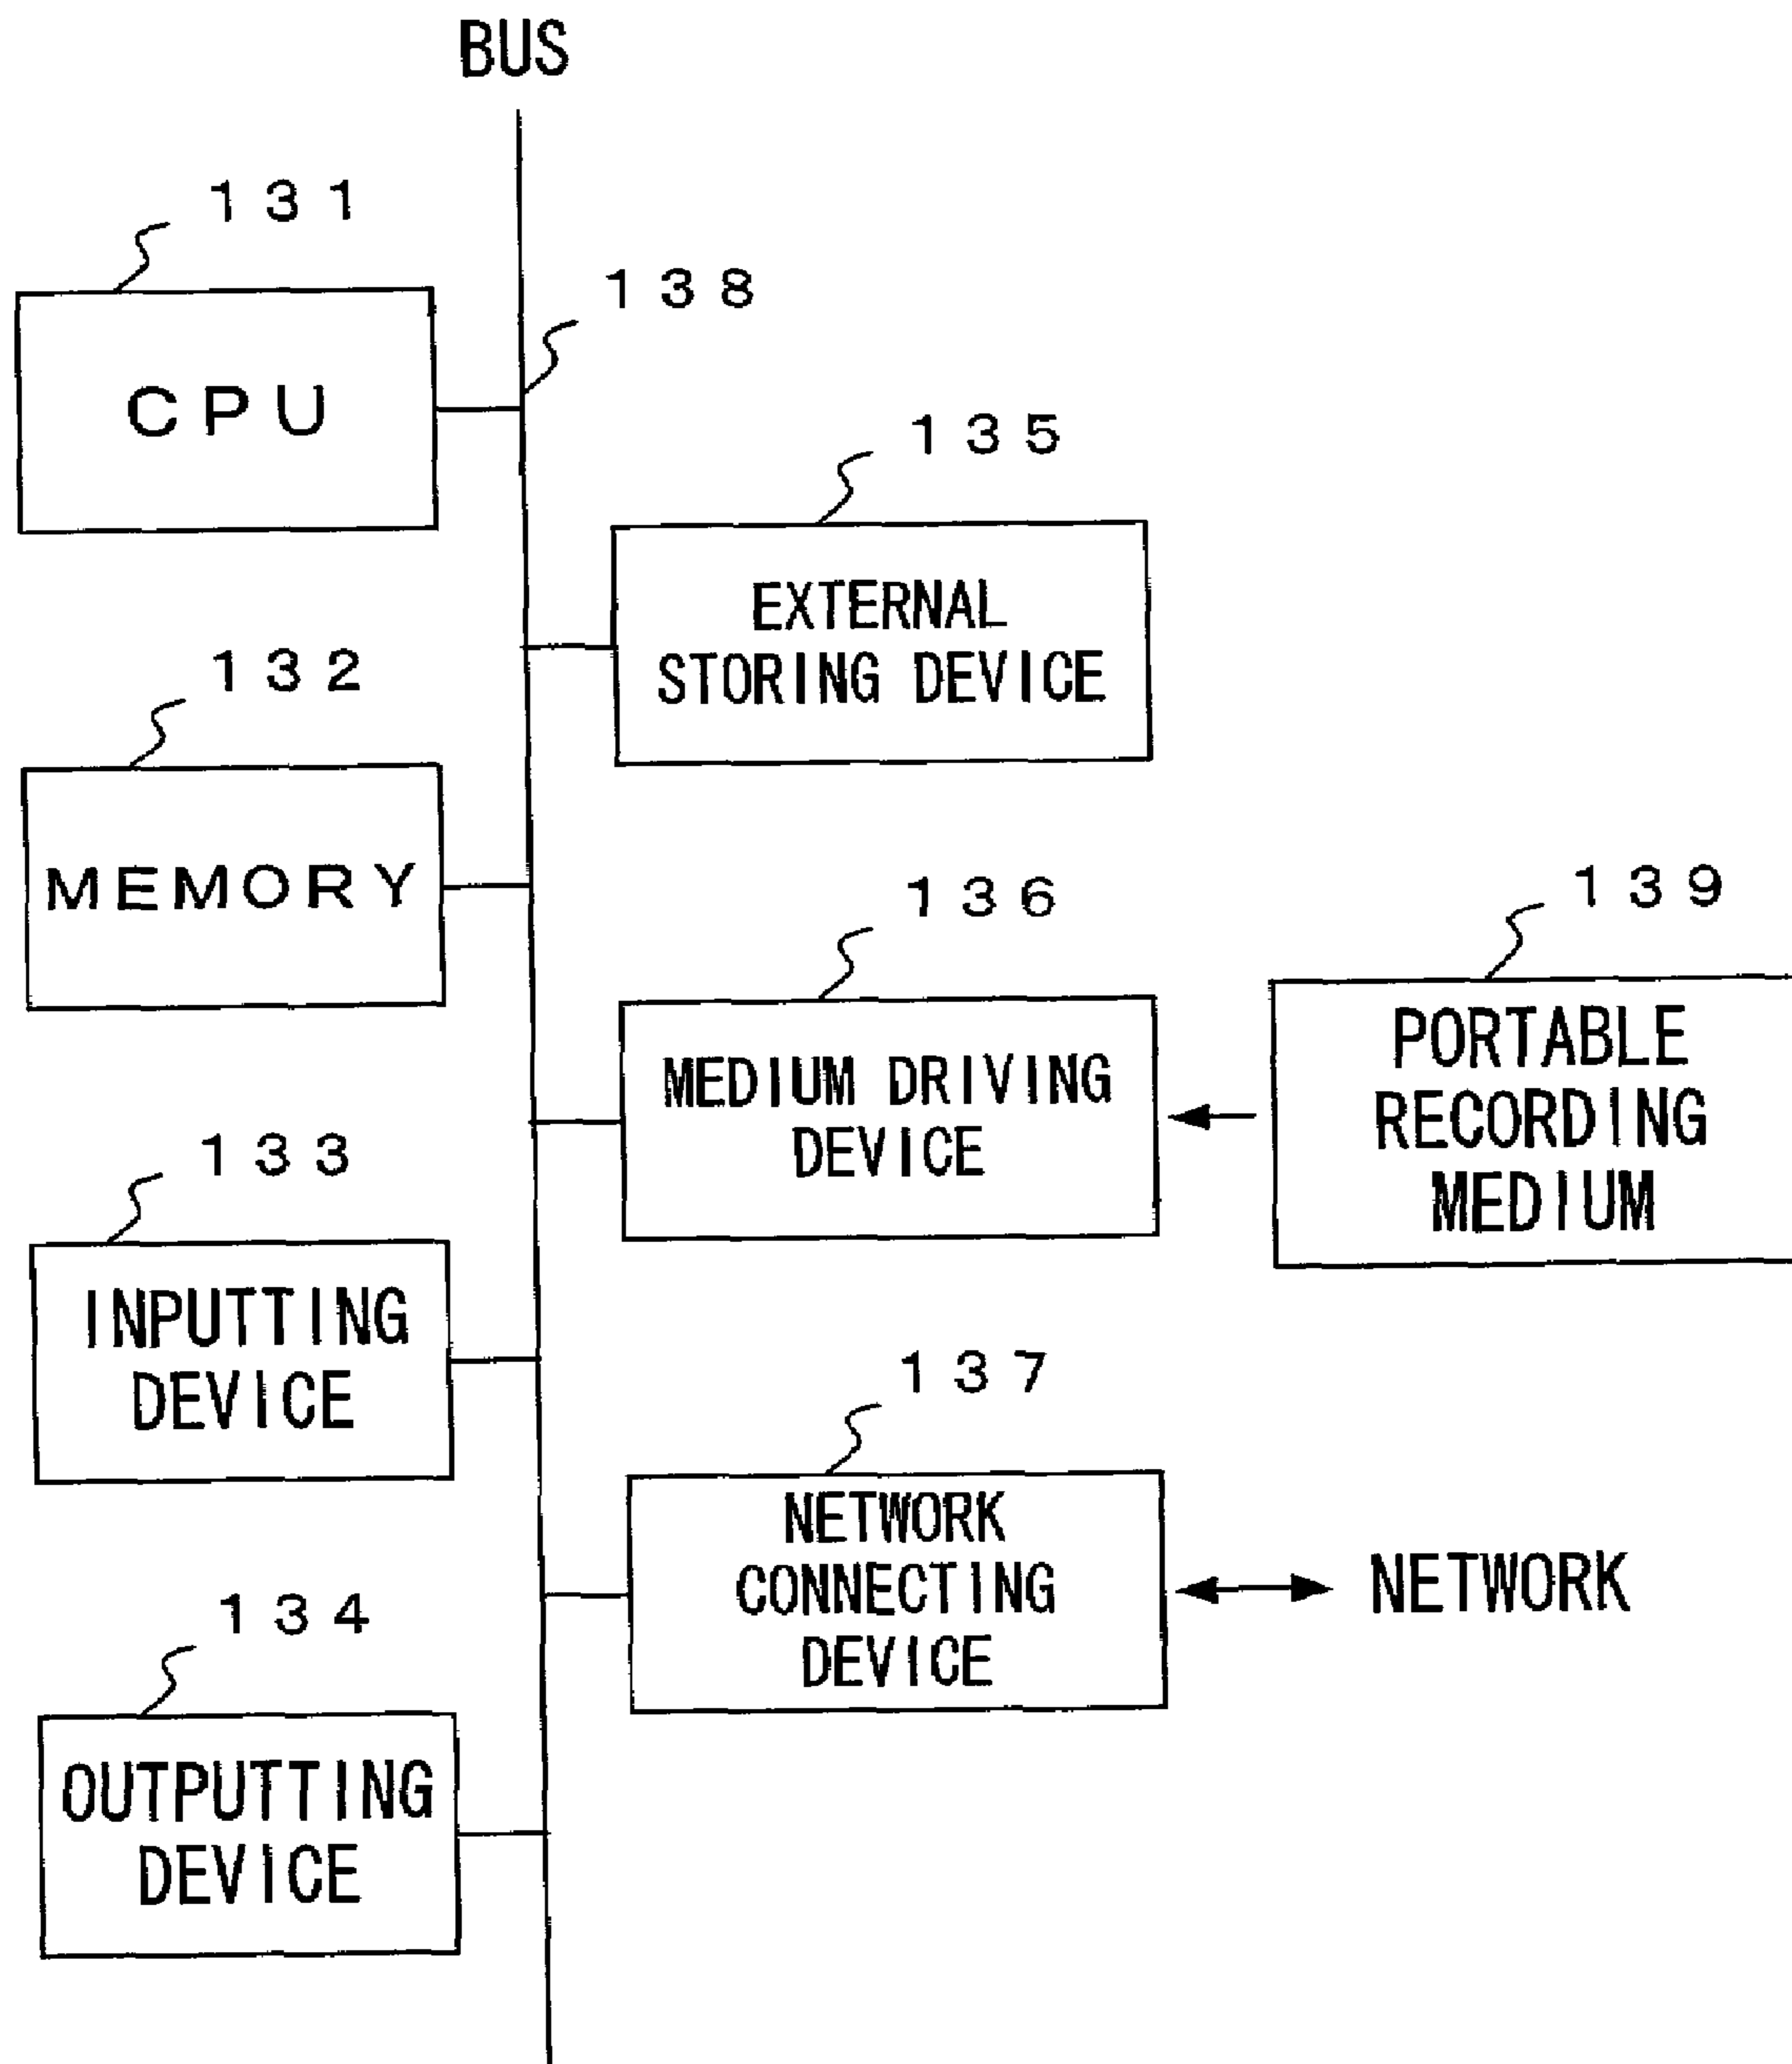 BUS
131
CPU
138
135
EXTERNAL
STORING DEVICE
132
MEMORY
136
MEDIUM DRIVING
DEVICE
139
PORTABLE
RECORDING
MEDIUM
133
INPUTTING
DEVICE
137
NETWORK
CONNECTING
DEVICE
NETWORK
134
OUTPUTTING
DEVICE